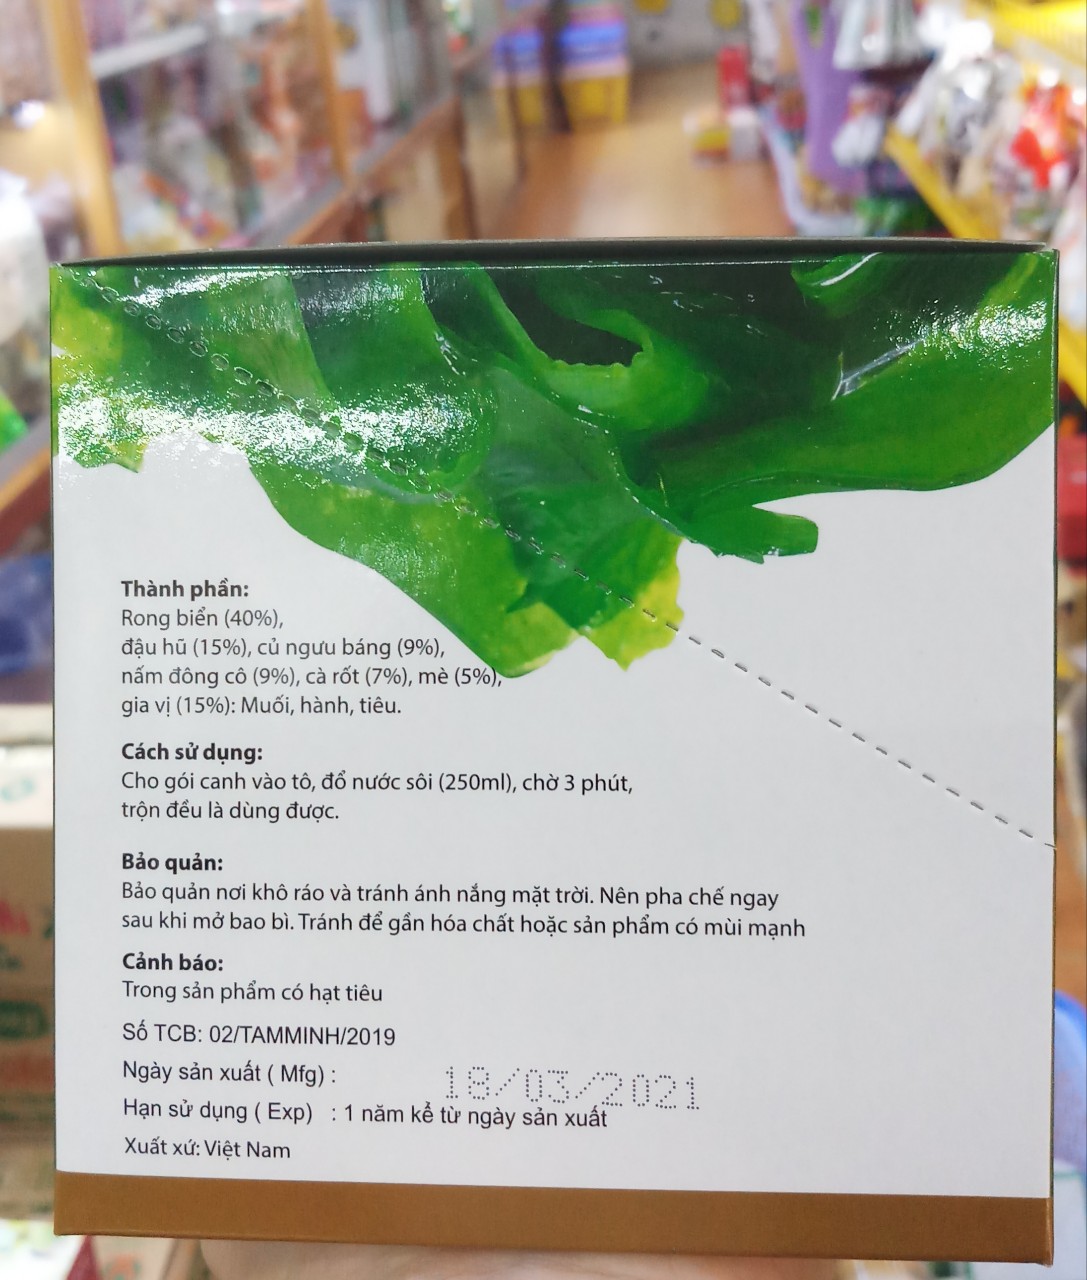 Thành phần:
Rong biển (40%),
đậu hũ (15%), củ ngưu báng (9%),
nấm đông cô (9%), cà rốt (7%), mè (5%),
gia vị (15%): Muối, hành, tiêu.
Cách sử dụng:
Cho gói canh vào tô, đổ nước sôi (250ml), chờ 3 phút,
trộn đều là dùng được.
Bảo quản:
Bảo quản nơi khô ráo và tránh ánh nắng mặt trời. Nên pha chế ngay
sau khi mở bao bì. Tránh để gần hóa chất hoặc sản phẩm có mùi mạnh
Cảnh báo:
Trong sản phẩm có hạt tiêu
Số TCB: 02/TAMMINH/2019
Ngày sản xuất ( Mfg) : 18/03/2021
Hạn sử dụng ( Exp) : 1 năm kể từ ngày sản xuất
Xuất xứ: Việt Nam